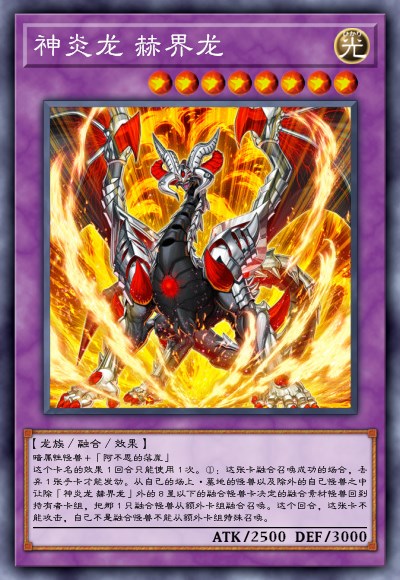 神炎龙 赫界龙
ひかり
光
【龙族／融合／效果】
暗属性怪兽＋「阿不思的落胤」
这个卡名的效果1回合只能使用1次。①：这张卡融合召唤成功的场合，丢
弃1张手卡才能发动。从自己的场上・墓地的怪兽以及除外的自己怪兽之中
让除「神炎龙 赫界龙」外的8星以下的融合怪兽卡决定的融合素材怪兽回到
持有者卡组，把那1只融合怪兽从额外卡组融合召唤。这个回合，这张卡不
能攻击，自己不是融合怪兽不能从额外卡组特殊召唤。
ATK/2500 DEF/3000